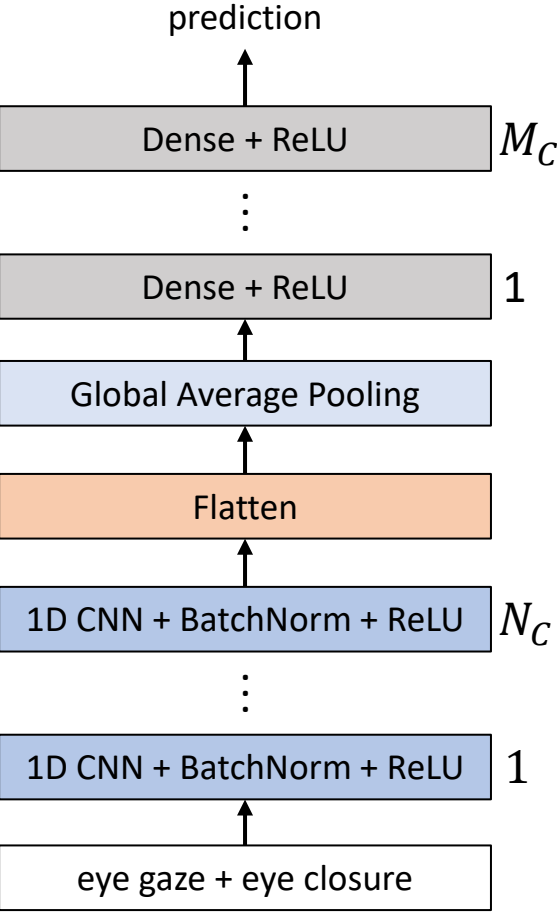 prediction
Dense + ReLU M_C
⋮
Dense + ReLU 1
Global Average Pooling
Flatten
1D CNN + BatchNorm + ReLU N_C
⋮
1D CNN + BatchNorm + ReLU 1
eye gaze + eye closure